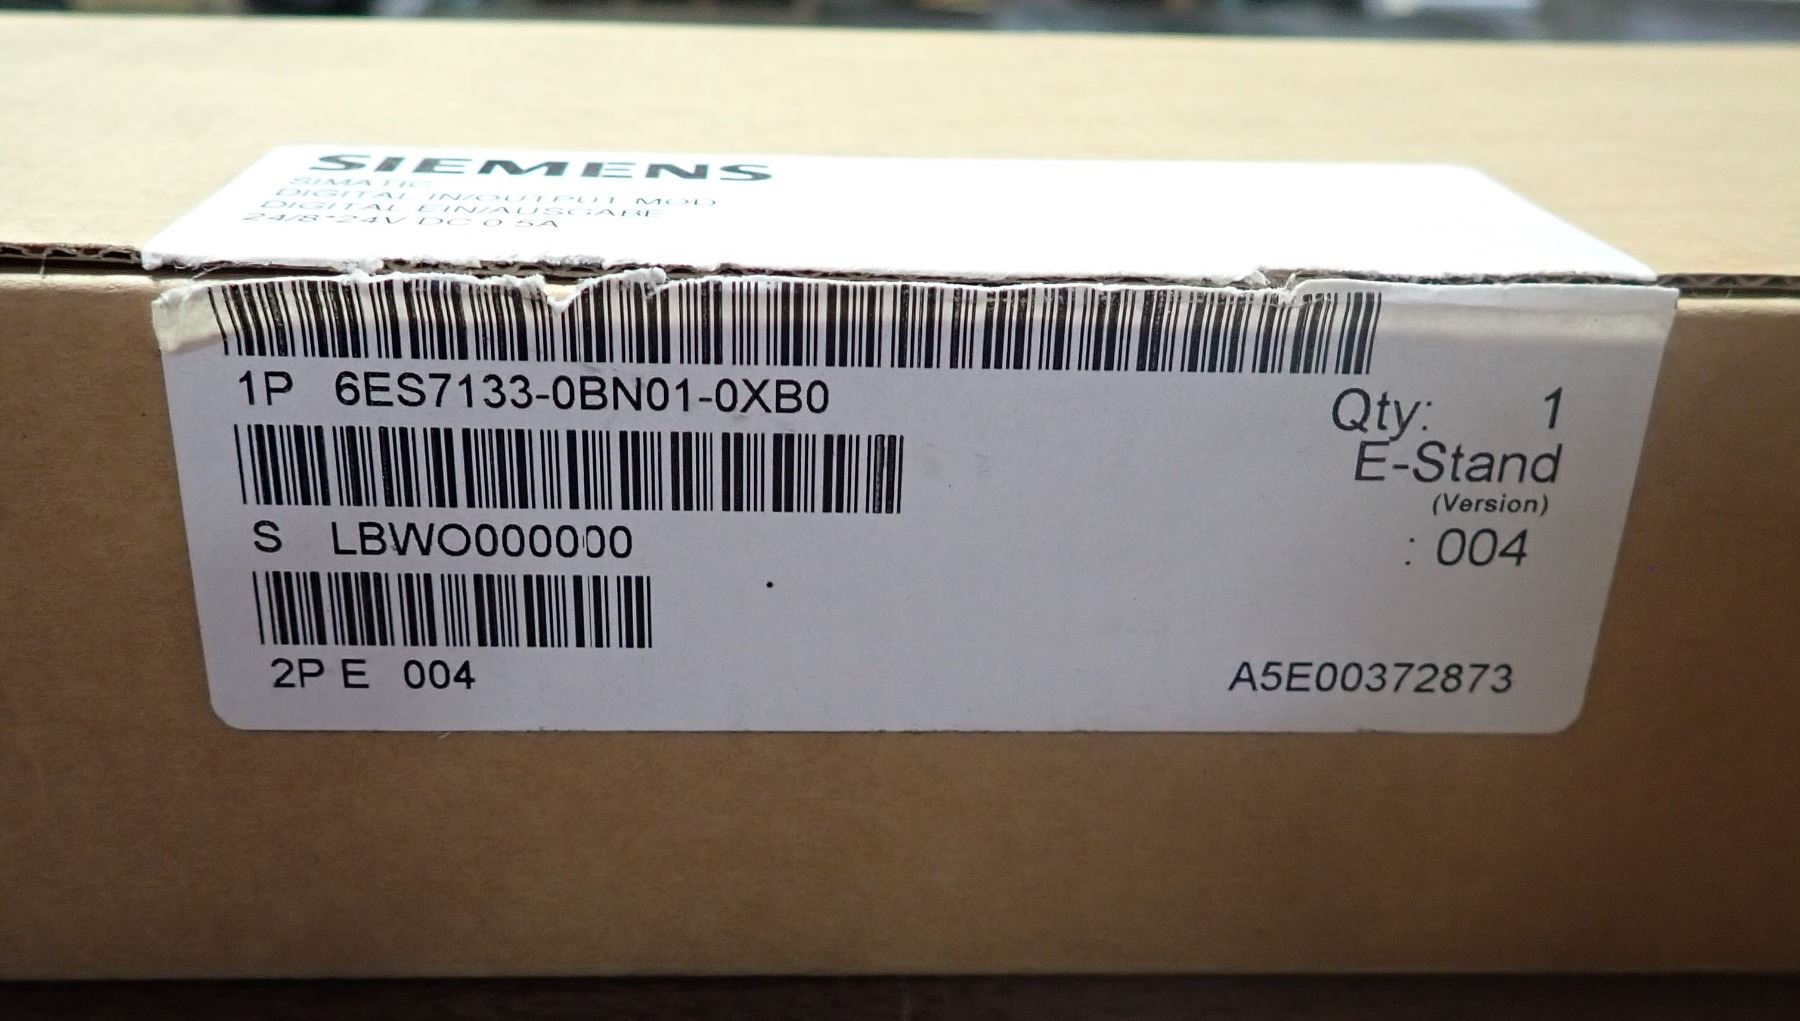 SIEMENS
SIMATIC
DIGITAL IN/OUTPUT MOD
DIGITAL EIN/AUSGABE
24/8*24V DC 0.5A
1P 6ES7133-0BN01-0XB0
Qty: 1
E-Stand
(Version)
: 004
S LBWO000000
2P E 004
A5E00372873